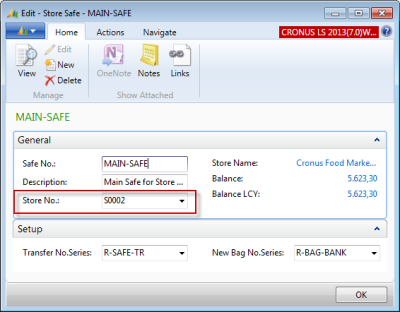 Edit - Store Safe - MAIN-SAFE
Home Actions Navigate CRONUS LS 2013(7.0)W...
View Edit New Delete OneNote Notes Links
Manage Show Attached
MAIN-SAFE
General
Safe No.: MAIN-SAFE Store Name: Cronus Food Marke...
Description: Main Safe for Store ... Balance: 5.623,30
Store No.: S0002 Balance LCY: 5.623,30
Setup
Transfer No.Series: R-SAFE-TR New Bag No.Series: R-BAG-BANK
OK